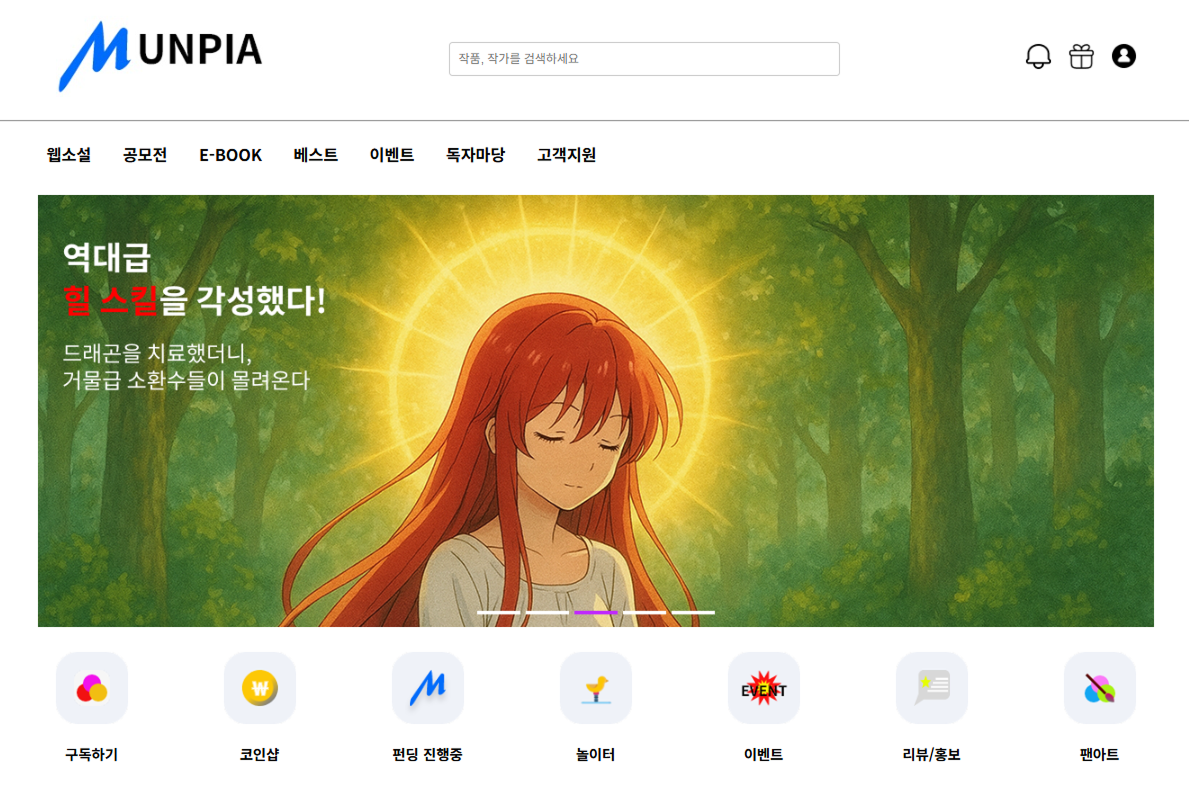 MUNPIA
작품, 작가를 검색하세요
웹소설 공모전 E-BOOK 베스트 이벤트 독자마당 고객지원
역대급
힐 스킬을 각성했다!
드래곤을 치료했더니,
거물급 소환수들이 몰려온다
₩ M EVENT
구독하기 코인샵 펀딩 진행중 놀이터 이벤트 리뷰/홍보 팬아트